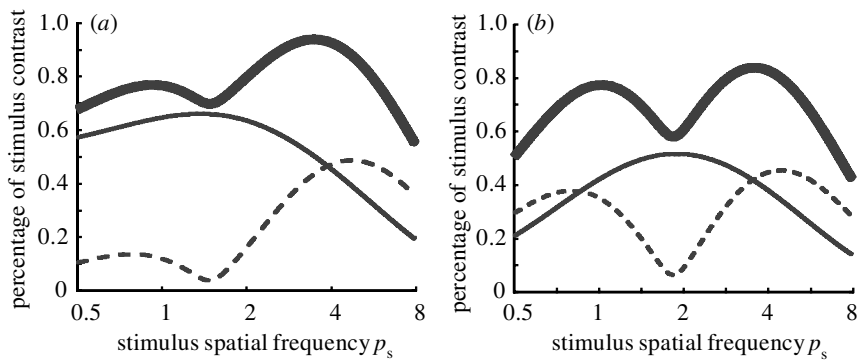 (a)
percentage of stimulus contrast
1.0
0.8
0.6
0.4
0.2
0
0.5 1 2 4 8
stimulus spatial frequency pₛ
(b)
percentage of stimulus contrast
1.0
0.8
0.6
0.4
0.2
0
0.5 1 2 4 8
stimulus spatial frequency pₛ